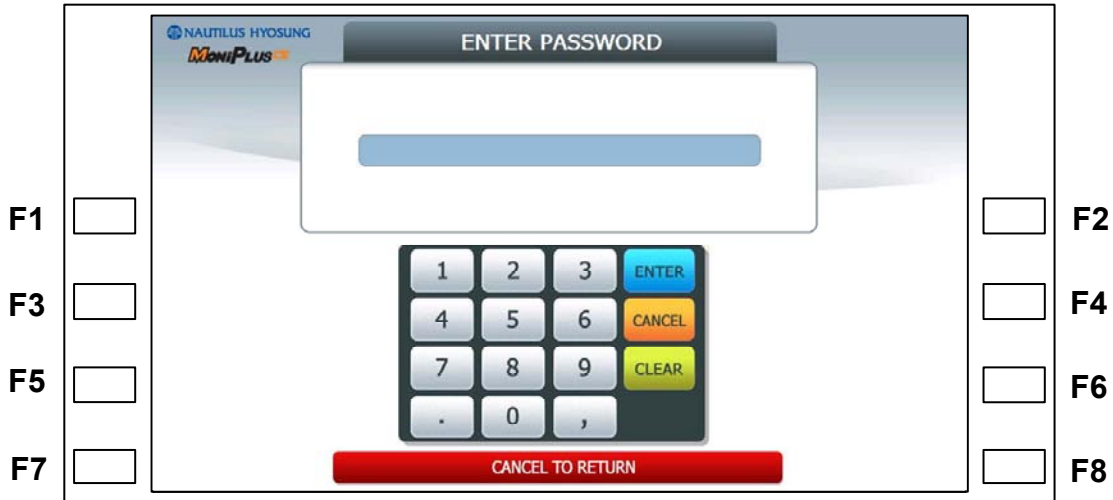 NAUTILUS HYOSUNG
MoniPlus CE
ENTER PASSWORD
F1
F2
1 2 3 ENTER
F3
F4
4 5 6 CANCEL
7 8 9 CLEAR
F5
F6
. 0 ,
CANCEL TO RETURN
F7
F8